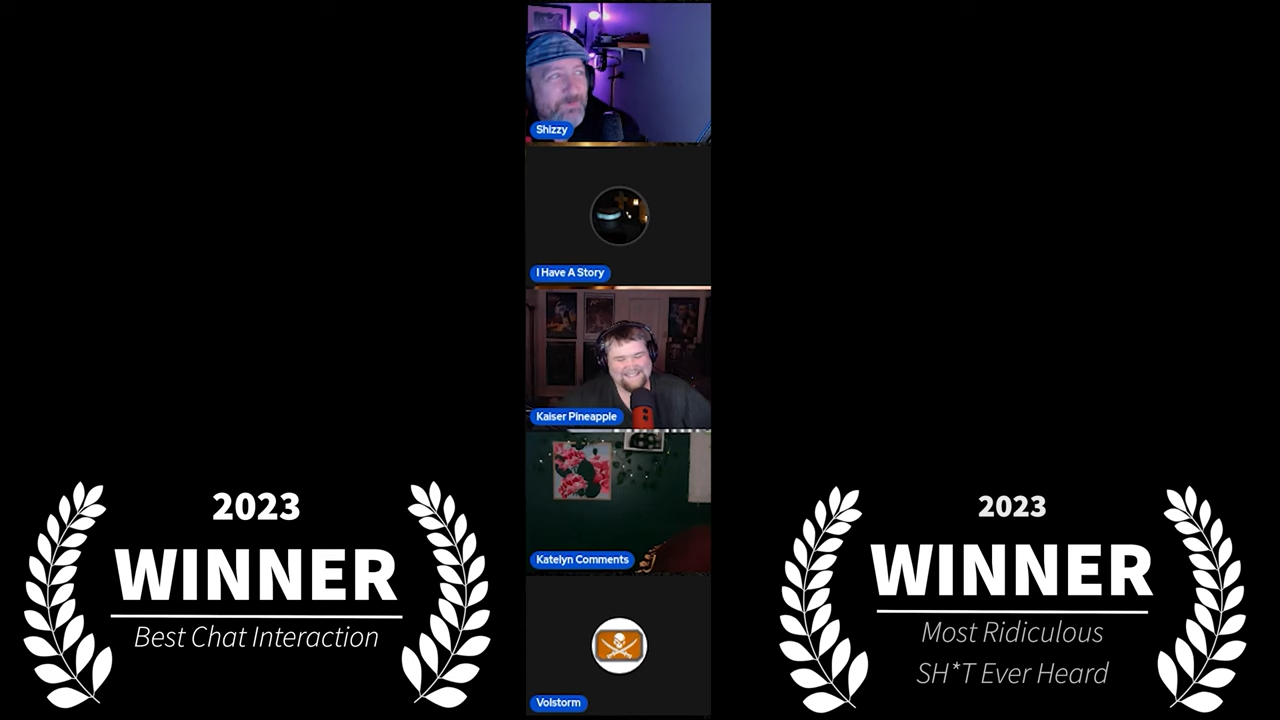 Shizzy
I Have A Story
Kaiser Pineapple
Katelyn Comments
Volstorm
2023
WINNER
Best Chat Interaction
2023
WINNER
Most Ridiculous
SH*T Ever Heard